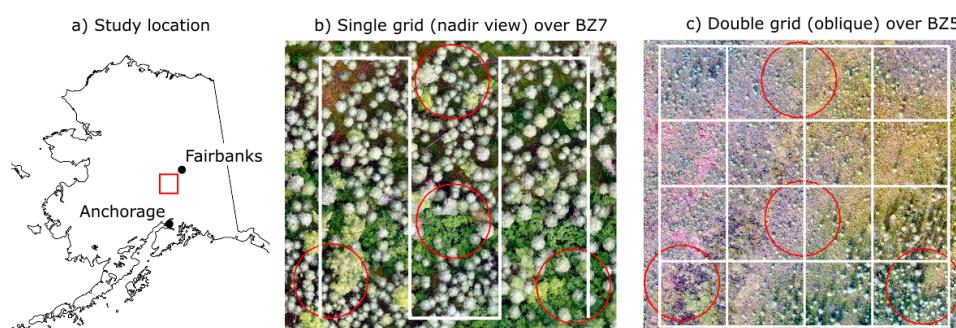 a) Study location
b) Single grid (nadir view) over BZ7
c) Double grid (oblique) over BZ5
Fairbanks
Anchorage